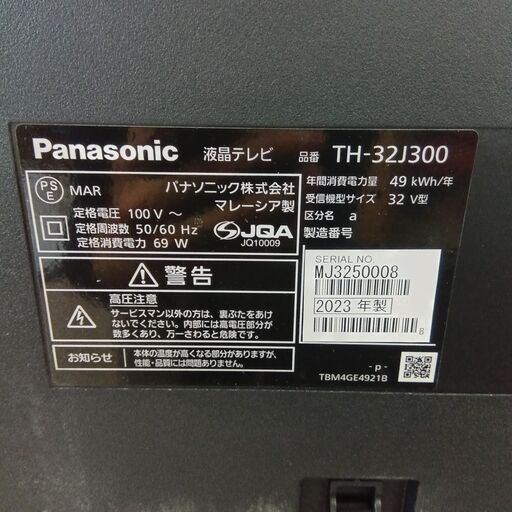 Panasonic 液晶テレビ 品番 TH-32J300
PS E MAR パナソニック株式会社
マレーシア製
定格電圧 100 V ～
定格周波数 50/60 Hz
定格消費電力 69 W
JQA
JQ10009
年間消費電力量 49 kWh/年
受信機型サイズ 32 V型
区分名 a
製造番号
SERIAL NO.
MJ3250008
2023 年製
B
警告
高圧注意
サービスマン以外の方は、裏ぶたをあけ
ないでください。内部には高電圧部分が
数多くあり、万一さわると危険です。
お知らせ 本体の温度が高くなる部分がありますが、
性能・品質には問題ありません。
- p -
TBM4GE4921B